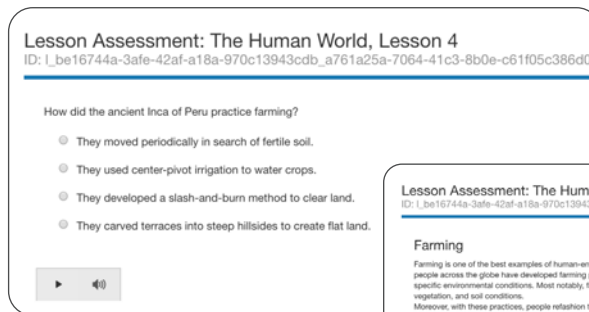 Lesson Assessment: The Human World, Lesson 4
ID: l_be16744a-3afe-42af-a18a-970c13943cdb_a761a25a-7064-41c3-8b0e-c61f05c386d0
How did the ancient Inca of Peru practice farming?
They moved periodically in search of fertile soil.
They used center-pivot irrigation to water crops.
They developed a slash-and-burn method to clear land.
They carved terraces into steep hillsides to create flat land.
Lesson Assessment: The Hum
ID: l_be16744a-3afe-42af-a18a-970c13943
Farming
Farming is one of the best examples of human-en
people across the globe have developed farming
specific environmental conditions. Most notably,
vegetation, and soil conditions.
Moreover, with these practices, people refashion